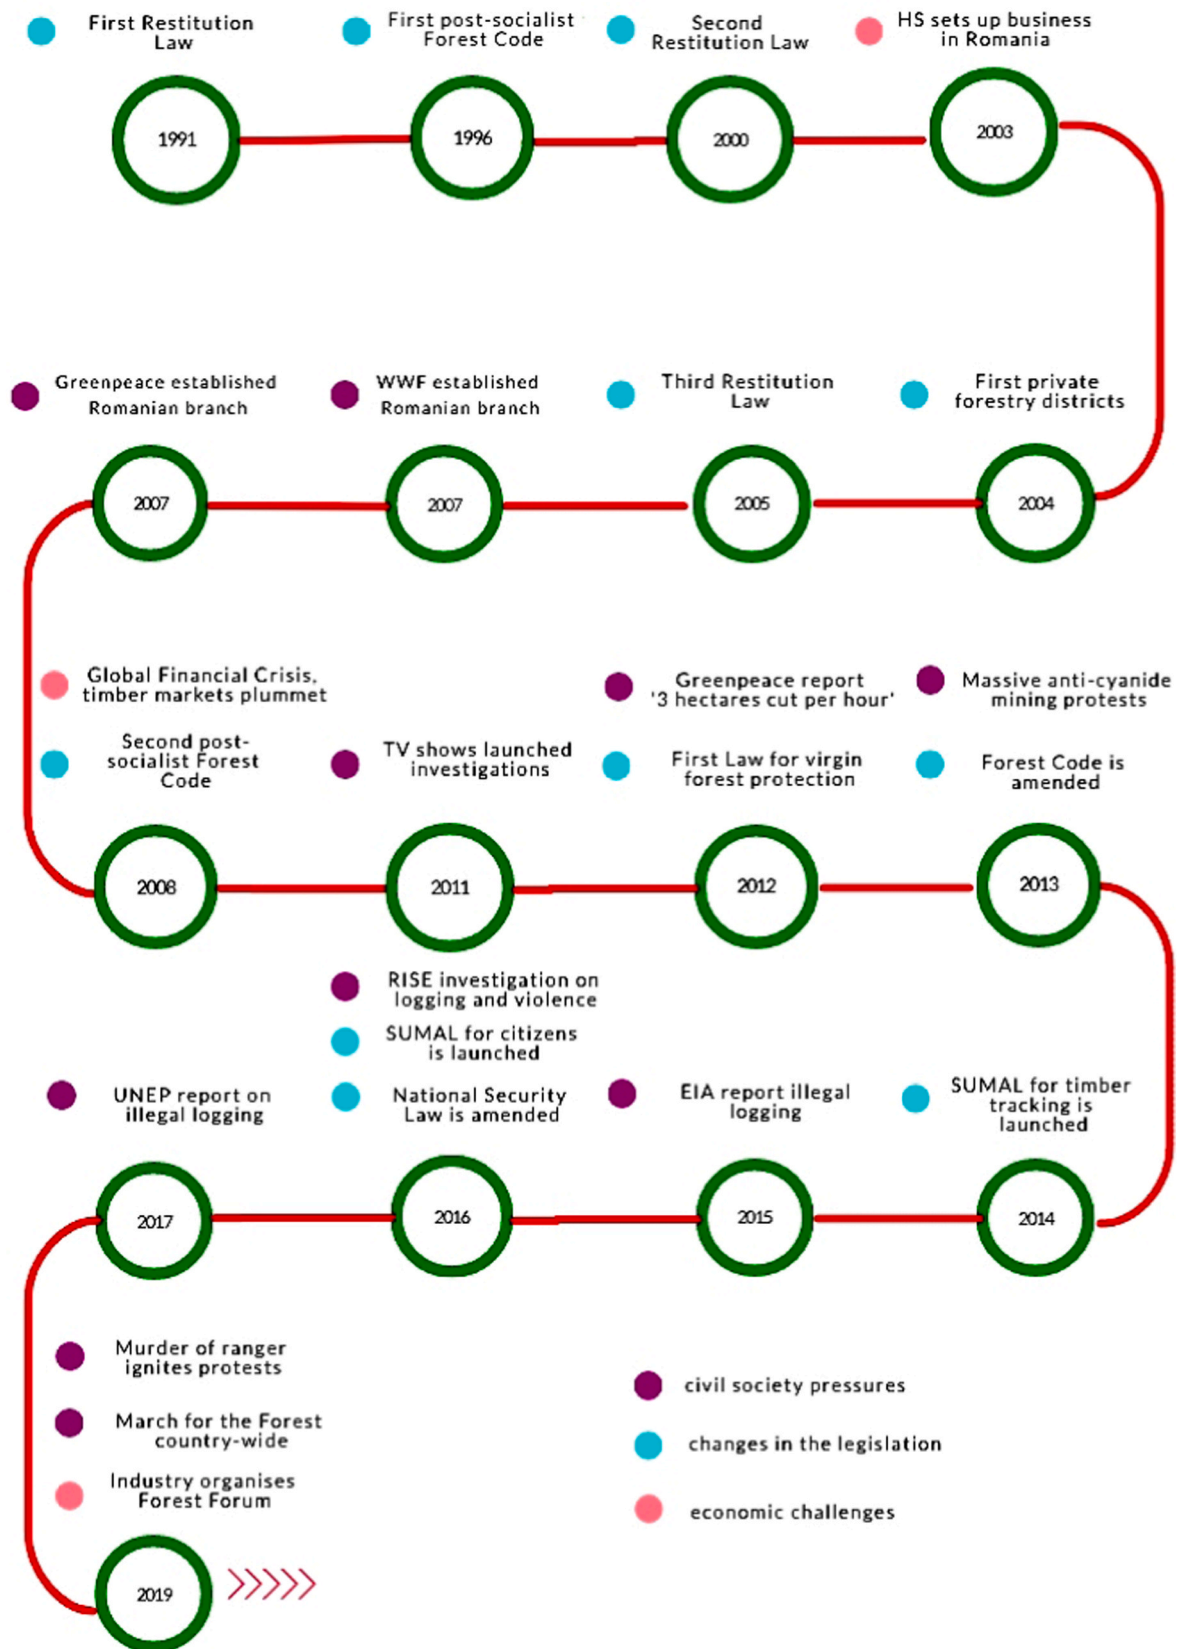 First Restitution
Law
First post-socialist
Forest Code
Second
Restitution Law
HS sets up business
in Romania
1991
1996
2000
2003
Greenpeace established
Romanian branch
WWF established
Romanian branch
Third Restitution
Law
First private
forestry districts
2007
2007
2005
2004
Global Financial Crisis,
timber markets plummet
Second post-
socialist Forest
Code
TV shows launched
investigations
Greenpeace report
'3 hectares cut per hour'
First Law for virgin
forest protection
Massive anti-cyanide
mining protests
Forest Code is
amended
2008
2011
2012
2013
UNEP report on
illegal logging
RISE investigation on
logging and violence
SUMAL for citizens
is launched
National Security
Law is amended
EIA report illegal
logging
SUMAL for timber
tracking is
launched
2017
2016
2015
2014
Murder of ranger
ignites protests
March for the Forest
country-wide
Industry organises
Forest Forum
2019
civil society pressures
changes in the legislation
economic challenges